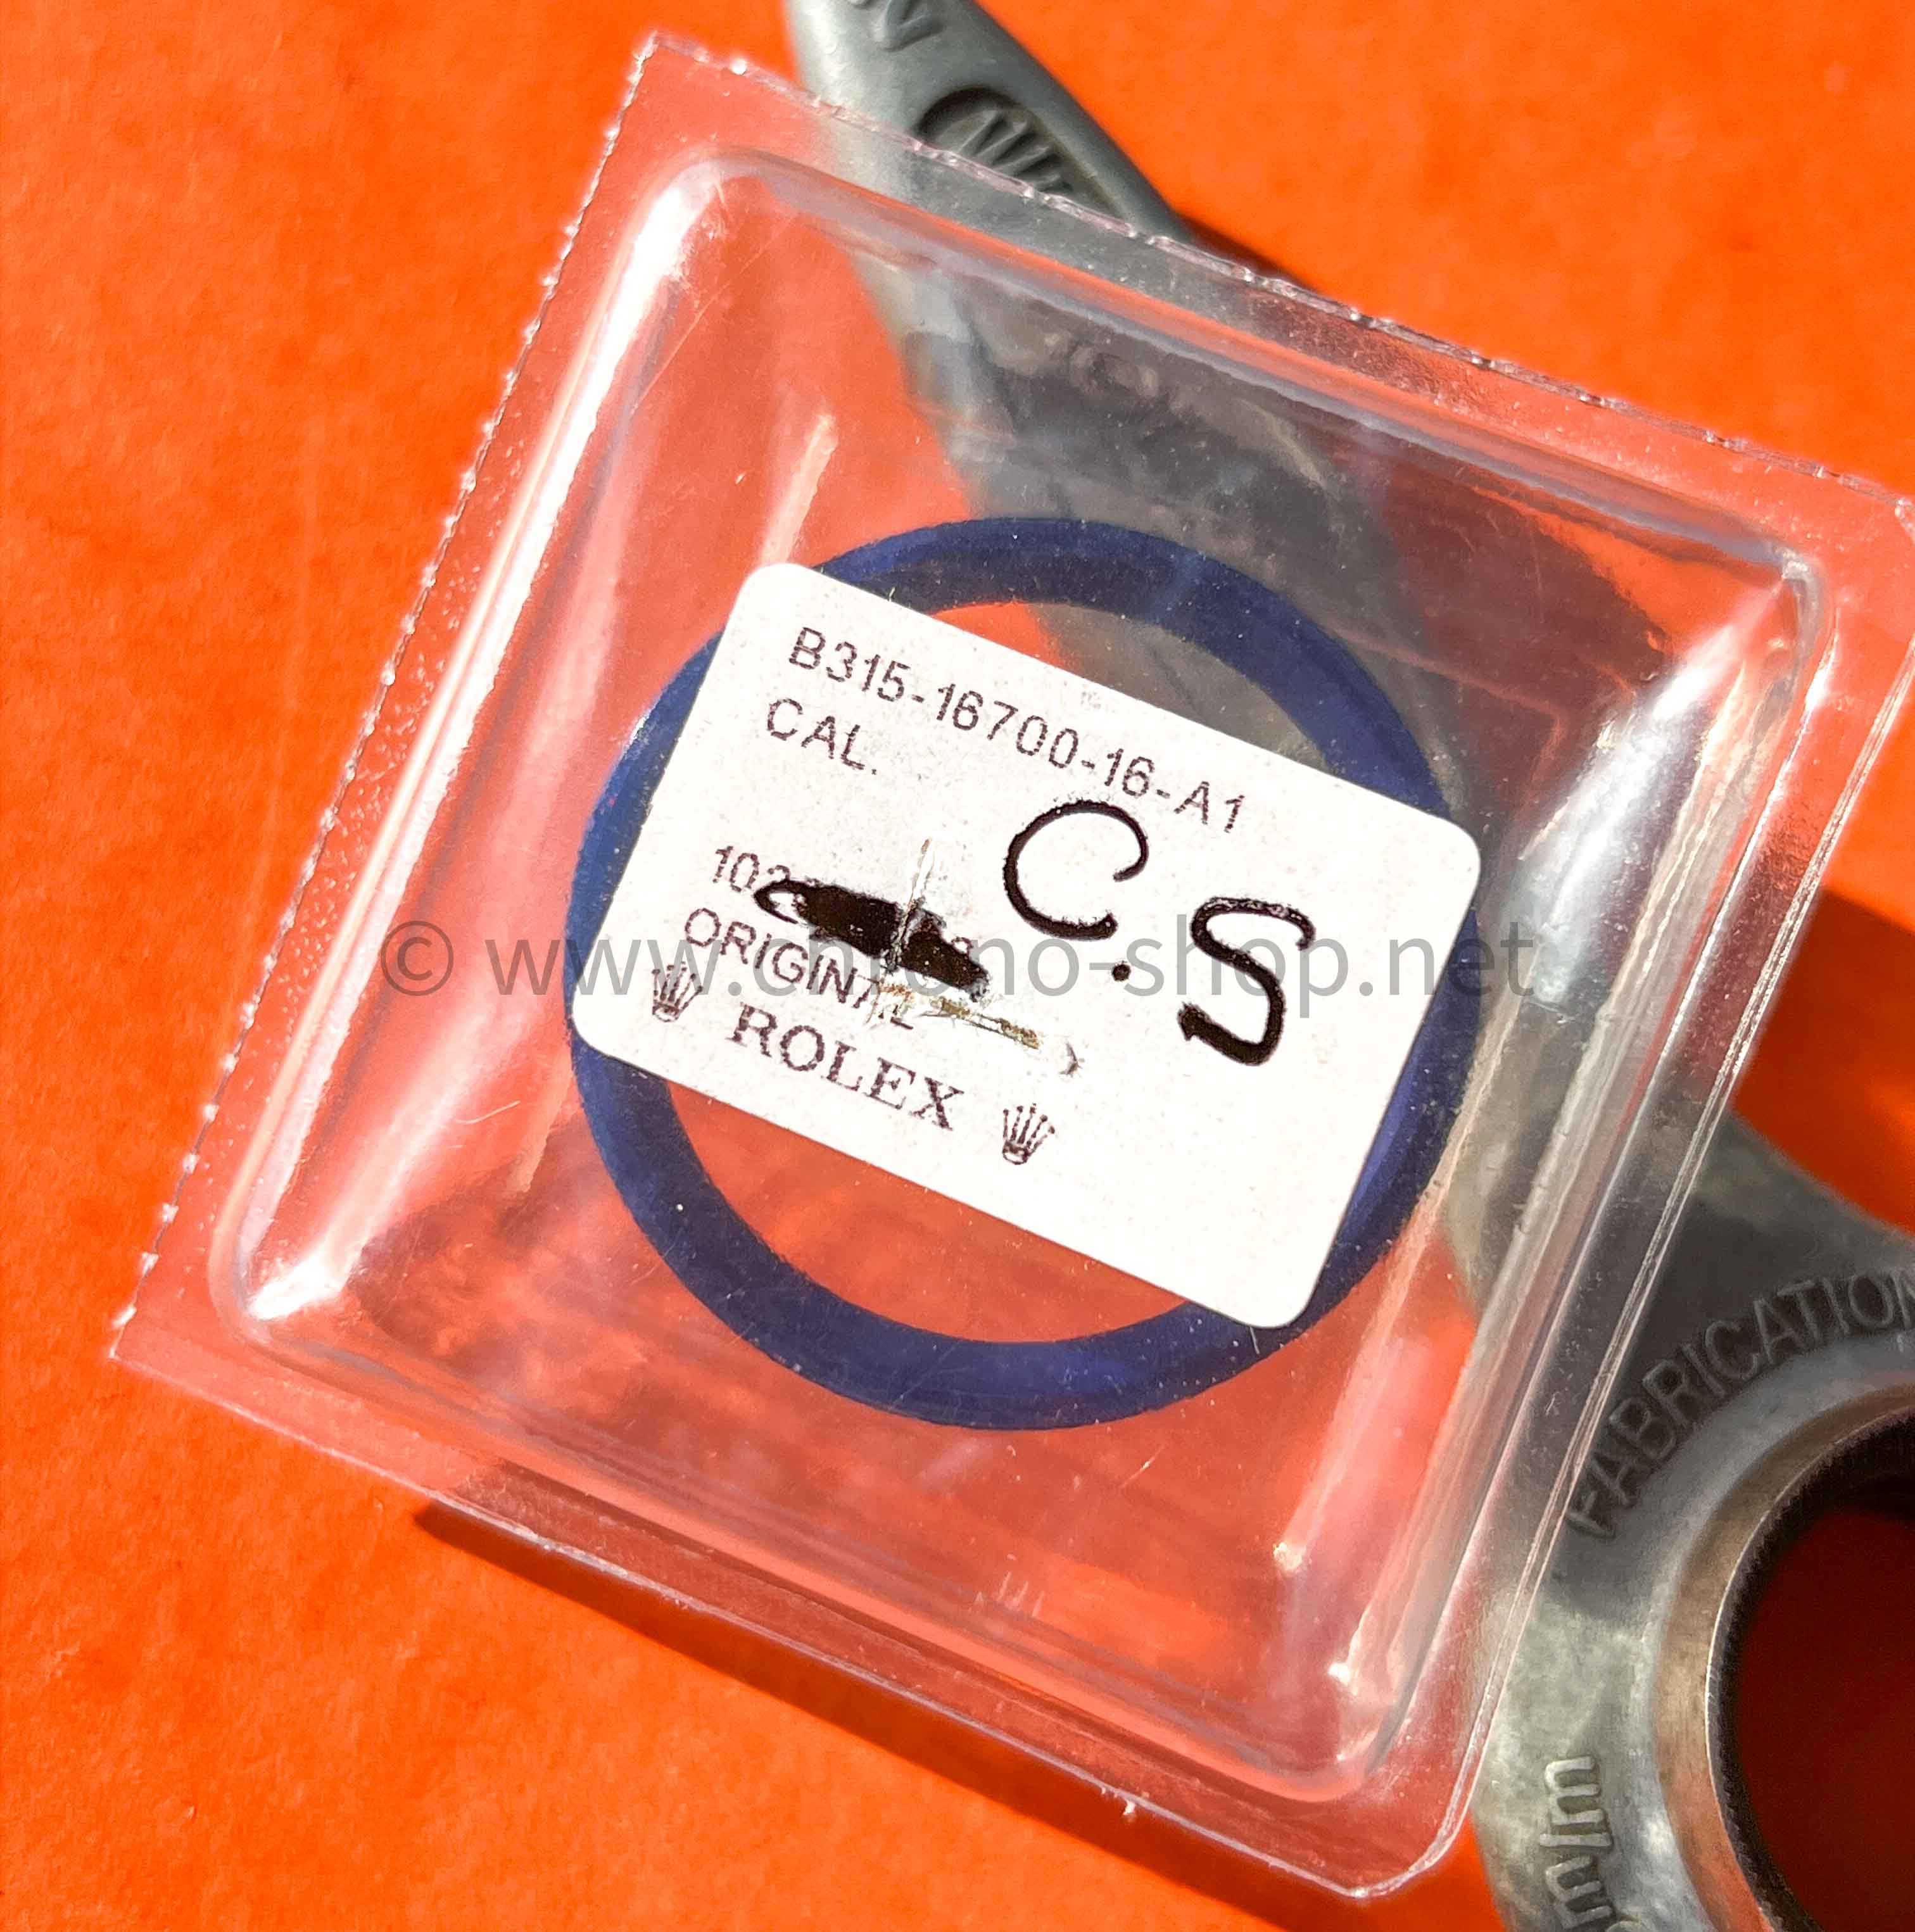 B315-16700-16-A1
CAL.
C.S
ORIGINAL
ROLEX
© www.chrono-shop.net
FABRICATION
m/m